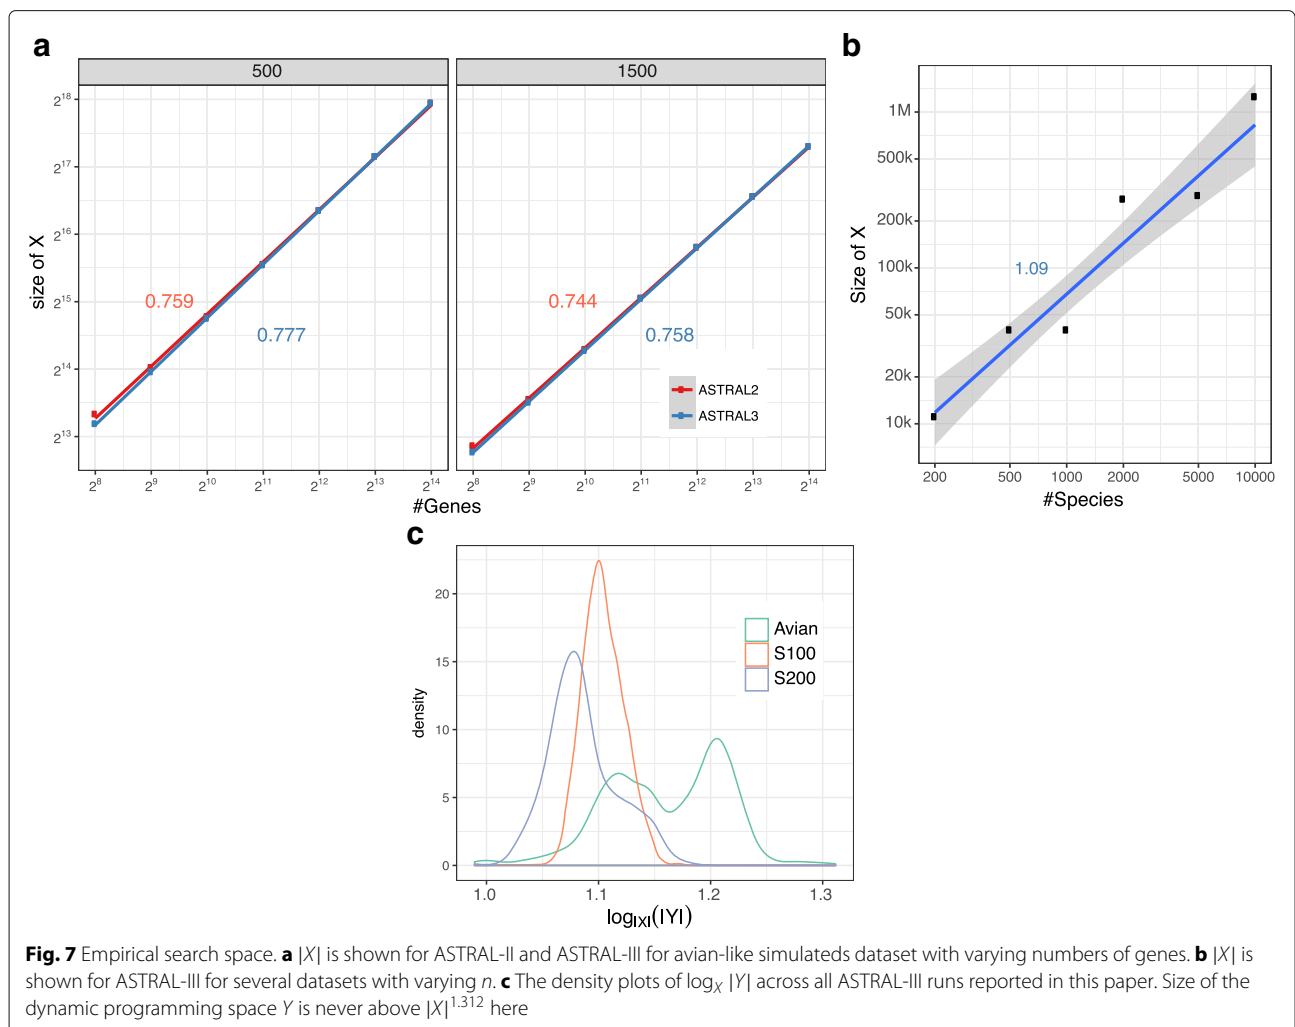 a
b
500
1500
2^18
2^17
2^16
2^15
2^14
2^13
size of X
0.759
0.777
0.744
0.758
ASTRAL2
ASTRAL3
2^8 2^9 2^10 2^11 2^12 2^13 2^14
2^8 2^9 2^10 2^11 2^12 2^13 2^14
#Genes
1M
500k
200k
100k
50k
20k
10k
Size of X
1.09
200 500 1000 2000 5000 10000
#Species
c
20
15
10
5
0
density
Avian
S100
S200
1.0 1.1 1.2 1.3
log|X|(|Y|)
Fig. 7 Empirical search space. a |X| is shown for ASTRAL-II and ASTRAL-III for avian-like simulateds dataset with varying numbers of genes. b |X| is
shown for ASTRAL-III for several datasets with varying n. c The density plots of log_X |Y| across all ASTRAL-III runs reported in this paper. Size of the
dynamic programming space Y is never above |X|^1.312 here